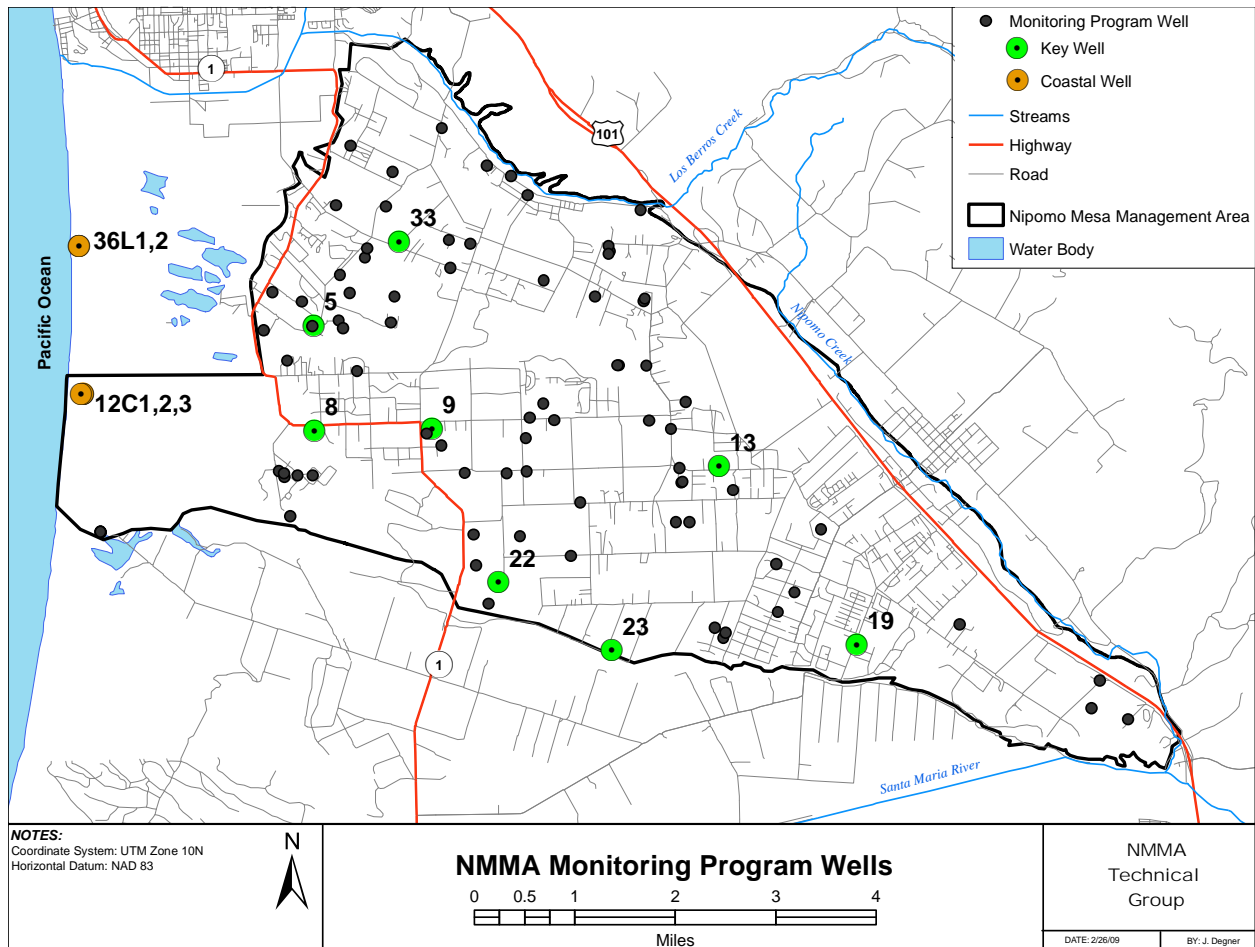 Monitoring Program Well
Key Well
Coastal Well
Streams
Highway
Road
Nipomo Mesa Management Area
Water Body
1
101
Los Berros Creek
33
36L1,2
Pacific Ocean
5
Nipomo Creek
12C1,2,3
8
9
13
22
23
19
1
Santa Maria River
NOTES:
Coordinate System: UTM Zone 10N
Horizontal Datum: NAD 83
N
NMMA Monitoring Program Wells
0 0.5 1 2 3 4
Miles
NMMA
Technical
Group
DATE: 2/26/09 BY: J. Degner